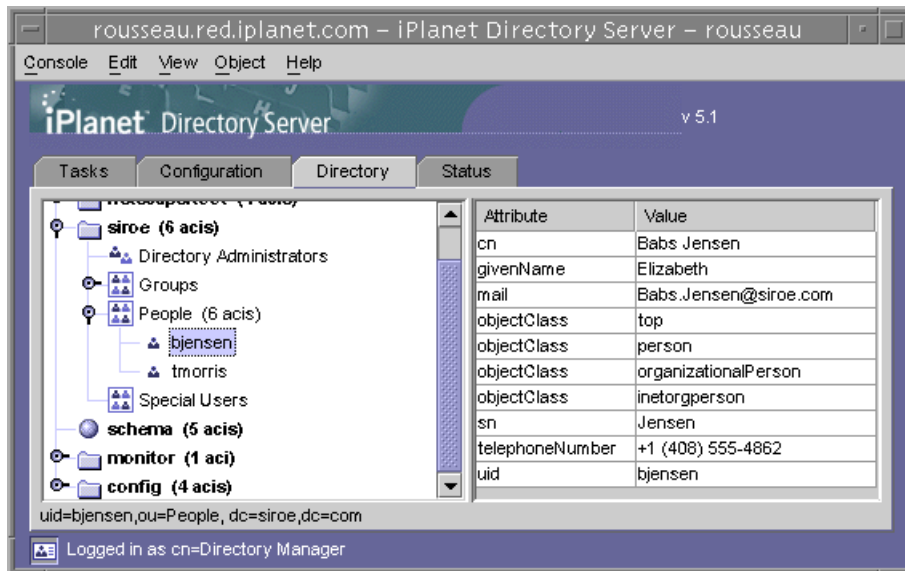 rousseau.red.iplanet.com – iPlanet Directory Server – rousseau
Console Edit View Object Help
iPlanet Directory Server
v 5.1
Tasks Configuration Directory Status
siroe (6 acis)
Directory Administrators
Groups
People (6 acis)
bjensen
tmorris
Special Users
schema (5 acis)
monitor (1 aci)
config (4 acis)
Attribute Value
cn Babs Jensen
givenName Elizabeth
mail Babs.Jensen@siroe.com
objectClass top
objectClass person
objectClass organizationalPerson
objectClass inetorgperson
sn Jensen
telephoneNumber +1 (408) 555-4862
uid bjensen
uid=bjensen,ou=People, dc=siroe,dc=com
Logged in as cn=Directory Manager